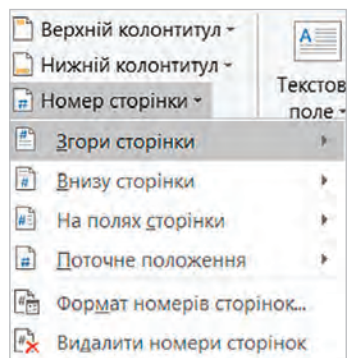 Верхній колонтитул
Нижній колонтитул
Номер сторінки
Текстов
поле
Згори сторінки
Внизу сторінки
На полях сторінки
Поточне положення
Формат номерів сторінок...
Видалити номери сторінок